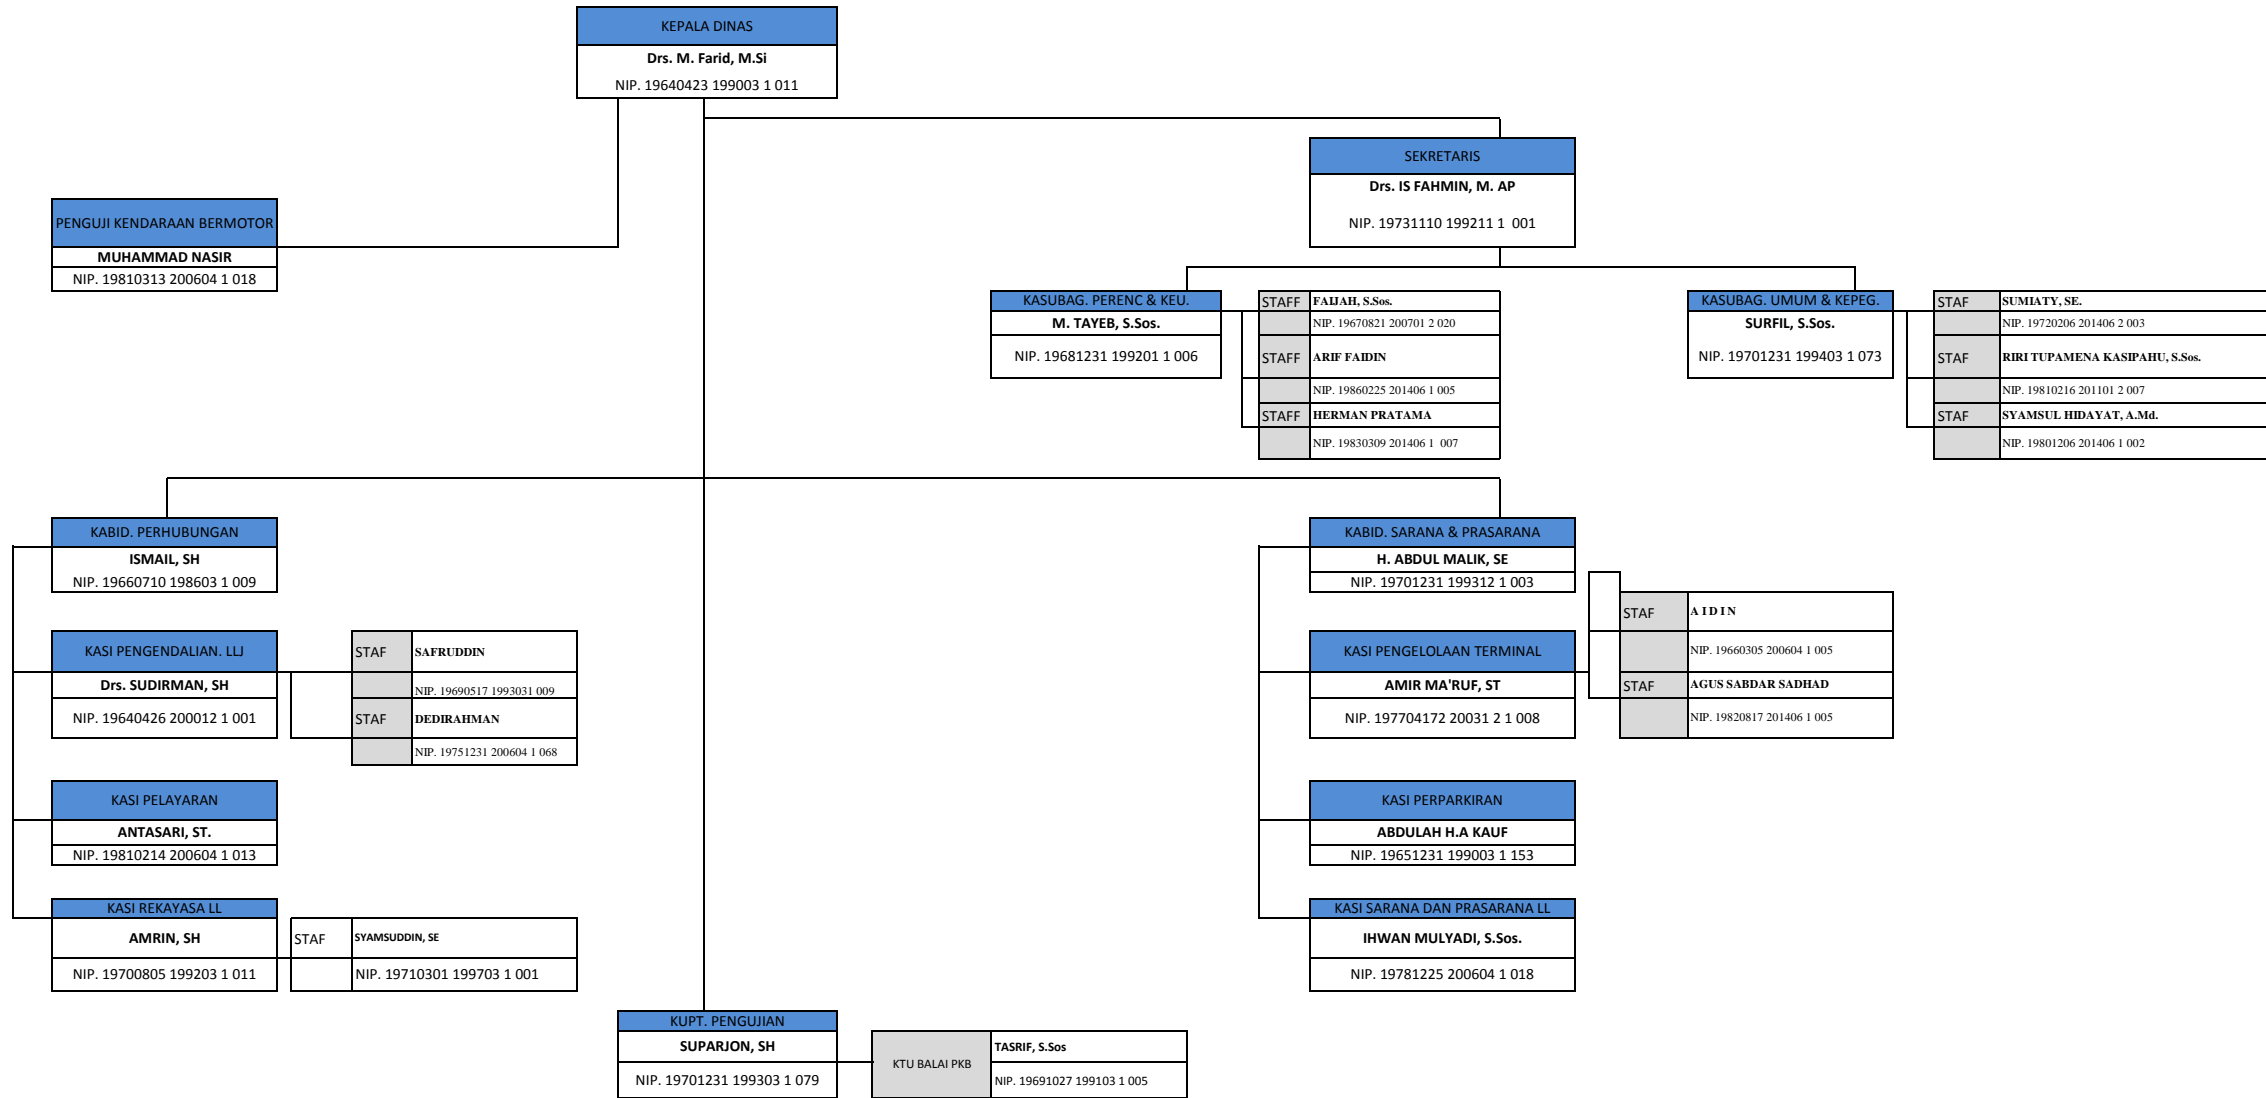 KEPALA DINAS
Drs. M. Farid, M.Si
NIP. 19640423 199003 1 011
SEKRETARIS
Drs. IS FAHMIN, M. AP
NIP. 19731110 199211 1  001
PENGUJI KENDARAAN BERMOTOR
MUHAMMAD NASIR
NIP. 19810313 200604 1 018
KASUBAG. PERENC & KEU.
M. TAYEB, S.Sos.
NIP. 19681231 199201 1 006
STAFF FAIJAH, S.Sos.
NIP. 19670821 200701 2 020
STAFF ARIF FAIDIN
NIP. 19860225 201406 1 005
STAFF HERMAN PRATAMA
NIP. 19830309 201406 1  007
KASUBAG. UMUM & KEPEG.
SURFIL, S.Sos.
NIP. 19701231 199403 1 073
STAF SUMIATY, SE.
NIP. 19720206 201406 2 003
STAF RIRI TUPAMENA KASIPAHU, S.Sos.
NIP. 19810216 201101 2 007
STAF SYAMSUL HIDAYAT, A.Md.
NIP. 19801206 201406 1 002
KABID. PERHUBUNGAN
ISMAIL, SH
NIP. 19660710 198603 1 009
KASI PENGENDALIAN. LLJ
Drs. SUDIRMAN, SH
NIP. 19640426 200012 1 001
STAF SAFRUDDIN
NIP. 19690517 1993031 009
STAF DEDIRAHMAN
NIP. 19751231 200604 1 068
KASI PELAYARAN
ANTASARI, ST.
NIP. 19810214 200604 1 013
KASI REKAYASA LL
AMRIN, SH
NIP. 19700805 199203 1 011
STAF SYAMSUDDIN, SE
NIP. 19710301 199703 1 001
KABID. SARANA & PRASARANA
H. ABDUL MALIK, SE
NIP. 19701231 199312 1 003
KASI PENGELOLAAN TERMINAL
AMIR MA'RUF, ST
NIP. 197704172 20031 2 1 008
STAF A I D I N
NIP. 19660305 200604 1 005
STAF AGUS SABDAR SADHAD
NIP. 19820817 201406 1 005
KASI PERPARKIRAN
ABDULAH H.A KAUF
NIP. 19651231 199003 1 153
KASI SARANA DAN PRASARANA LL
IHWAN MULYADI, S.Sos.
NIP. 19781225 200604 1 018
KUPT. PENGUJIAN
SUPARJON, SH
NIP. 19701231 199303 1 079
KTU BALAI PKB
TASRIF, S.Sos
NIP. 19691027 199103 1 005